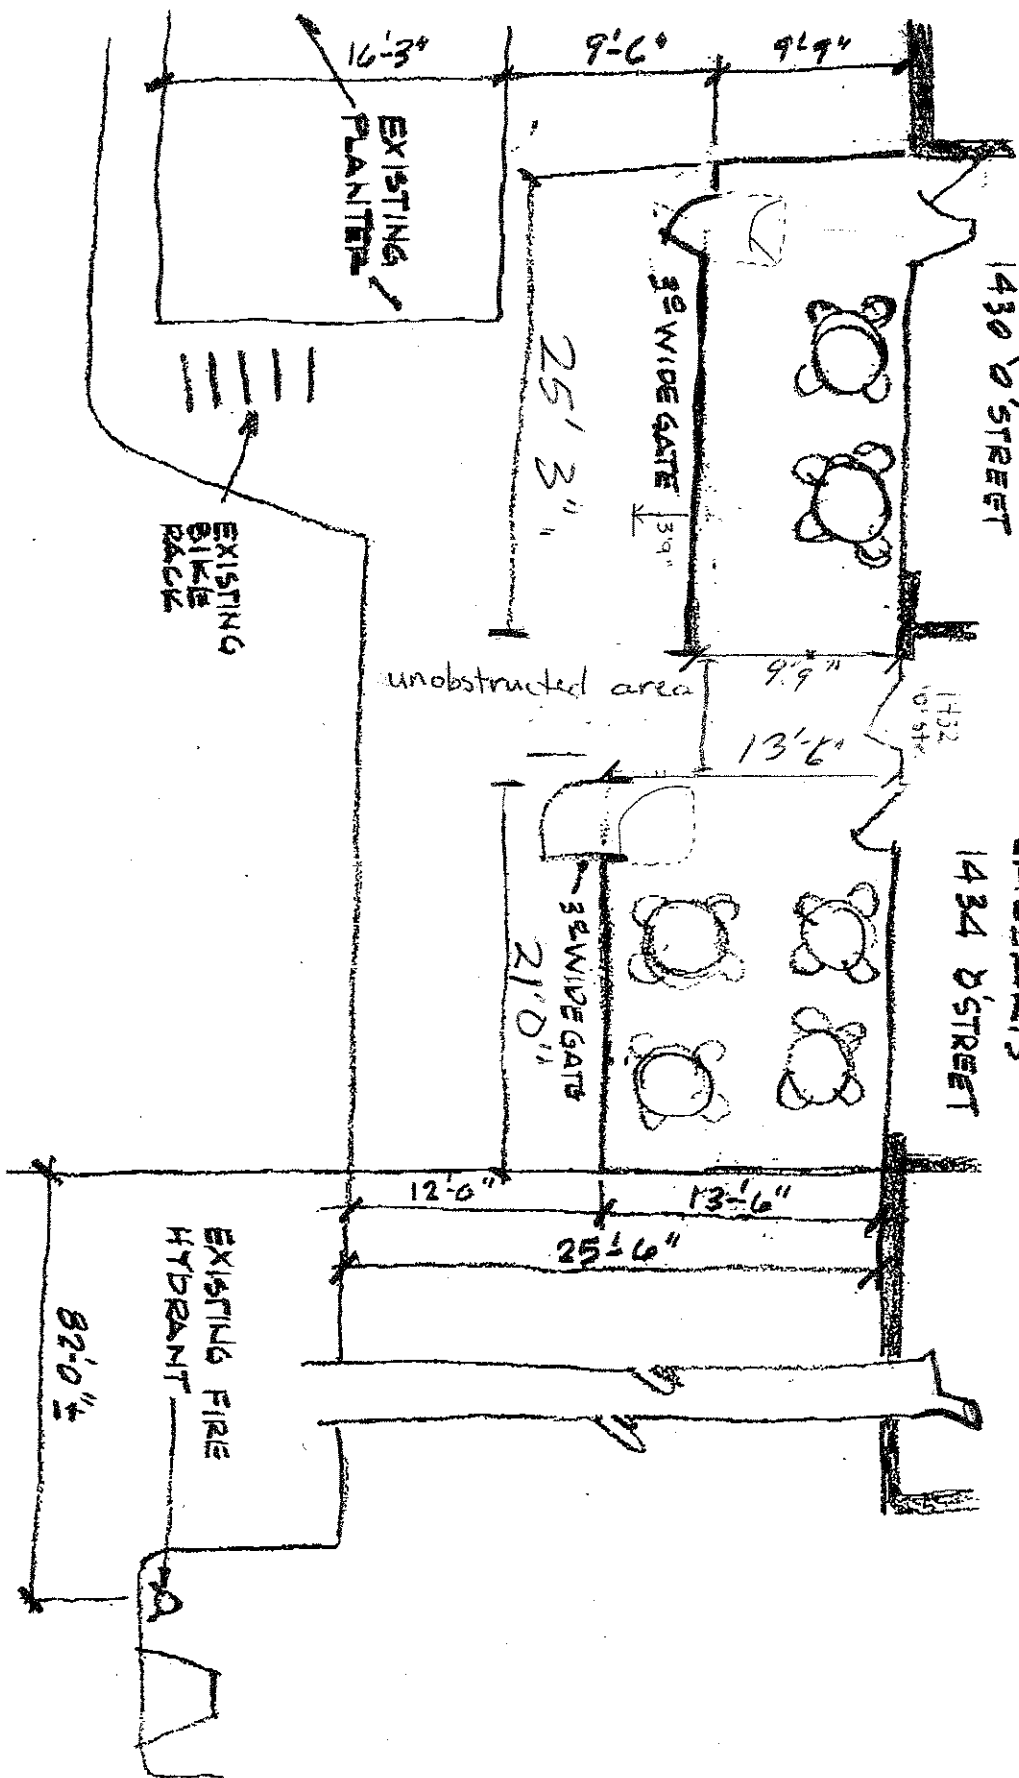 16'-3"
9'-6"
9'-9"
EXISTING
PLANTER
1430 'O' STREET
3º WIDE GATE
25' 3"
3'9"
EXISTING
BIKE
RACK
unobstructed area
9'-9"
1432
'O' St.
13'-6"
1434 'O' STREET
3º WIDE GATE
21' 0"
12'-0"
13'-6"
25'-6"
EXISTING FIRE
HYDRANT
82'-0" ±